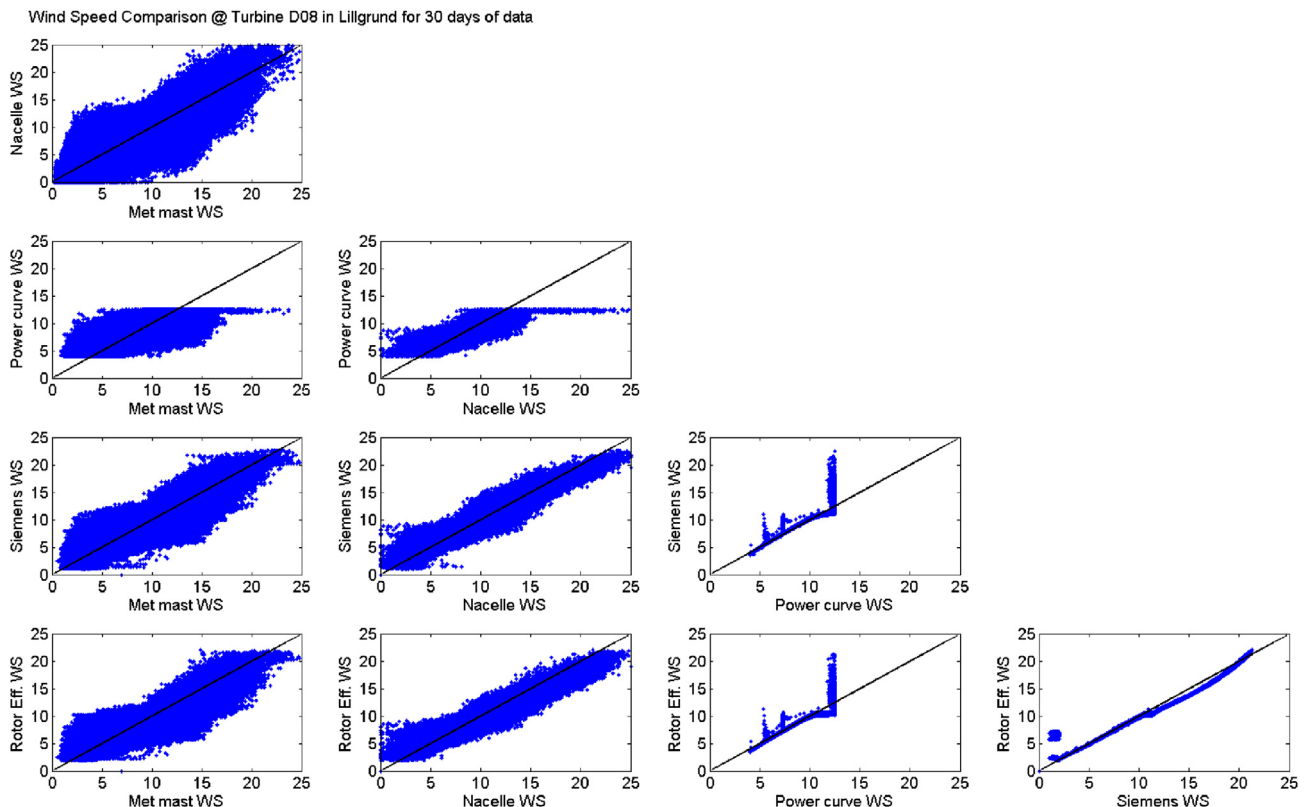 Wind Speed Comparison @ Turbine D08 in Lillgrund for 30 days of data
Nacelle WS
25
20
15
10
5
0
0 5 10 15 20 25
Met mast WS
Power curve WS
25
20
15
10
5
0
0 5 10 15 20 25
Met mast WS
Power curve WS
25
20
15
10
5
0
0 5 10 15 20 25
Nacelle WS
Siemens WS
25
20
15
10
5
0
0 5 10 15 20 25
Met mast WS
Siemens WS
25
20
15
10
5
0
0 5 10 15 20 25
Nacelle WS
Siemens WS
25
20
15
10
5
0
0 5 10 15 20 25
Power curve WS
Rotor Eff. WS
25
20
15
10
5
0
0 5 10 15 20 25
Met mast WS
Rotor Eff. WS
25
20
15
10
5
0
0 5 10 15 20 25
Nacelle WS
Rotor Eff. WS
25
20
15
10
5
0
0 5 10 15 20 25
Power curve WS
Rotor Eff. WS
25
20
15
10
5
0
0 5 10 15 20 25
Siemens WS